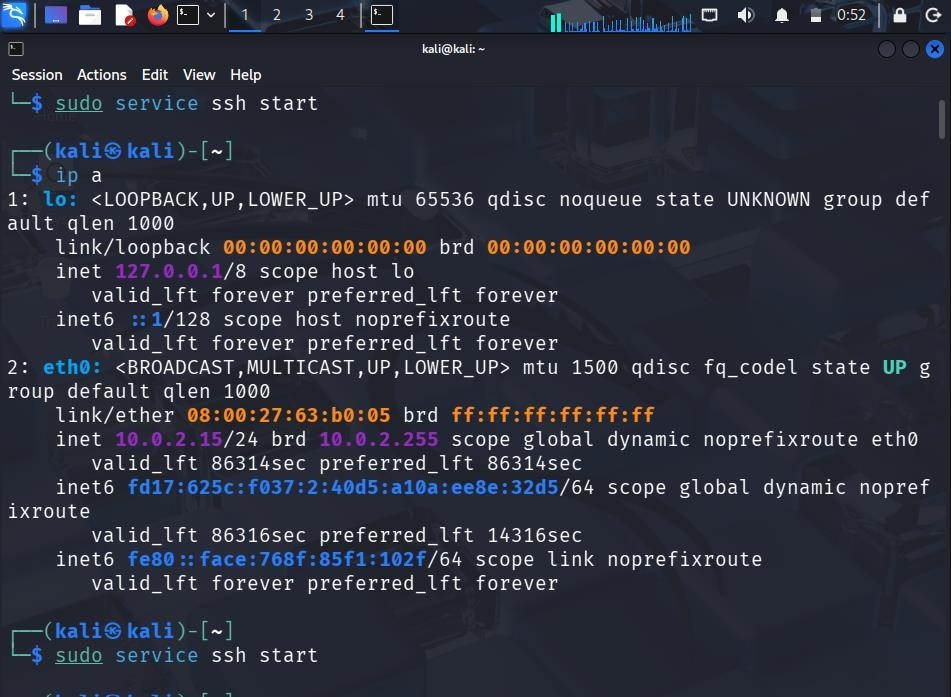 1 2 3 4 0:52
kali@kali: ~
Session Actions Edit View Help
└─$ sudo service ssh start
Home
┌──(kali㉿kali)-[~]
└─$ ip a
1: lo: <LOOPBACK,UP,LOWER_UP> mtu 65536 qdisc noqueue state UNKNOWN group def
ault qlen 1000
link/loopback 00:00:00:00:00:00 brd 00:00:00:00:00:00
inet 127.0.0.1/8 scope host lo
valid_lft forever preferred_lft forever
inet6 ::1/128 scope host noprefixroute
valid_lft forever preferred_lft forever
2: eth0: <BROADCAST,MULTICAST,UP,LOWER_UP> mtu 1500 qdisc fq_codel state UP g
roup default qlen 1000
link/ether 08:00:27:63:b0:05 brd ff:ff:ff:ff:ff:ff
inet 10.0.2.15/24 brd 10.0.2.255 scope global dynamic noprefixroute eth0
valid_lft 86314sec preferred_lft 86314sec
inet6 fd17:625c:f037:2:40d5:a10a:ee8e:32d5/64 scope global dynamic nopref
ixroute
valid_lft 86316sec preferred_lft 14316sec
inet6 fe80::face:768f:85f1:102f/64 scope link noprefixroute
valid_lft forever preferred_lft forever
┌──(kali㉿kali)-[~]
└─$ sudo service ssh start